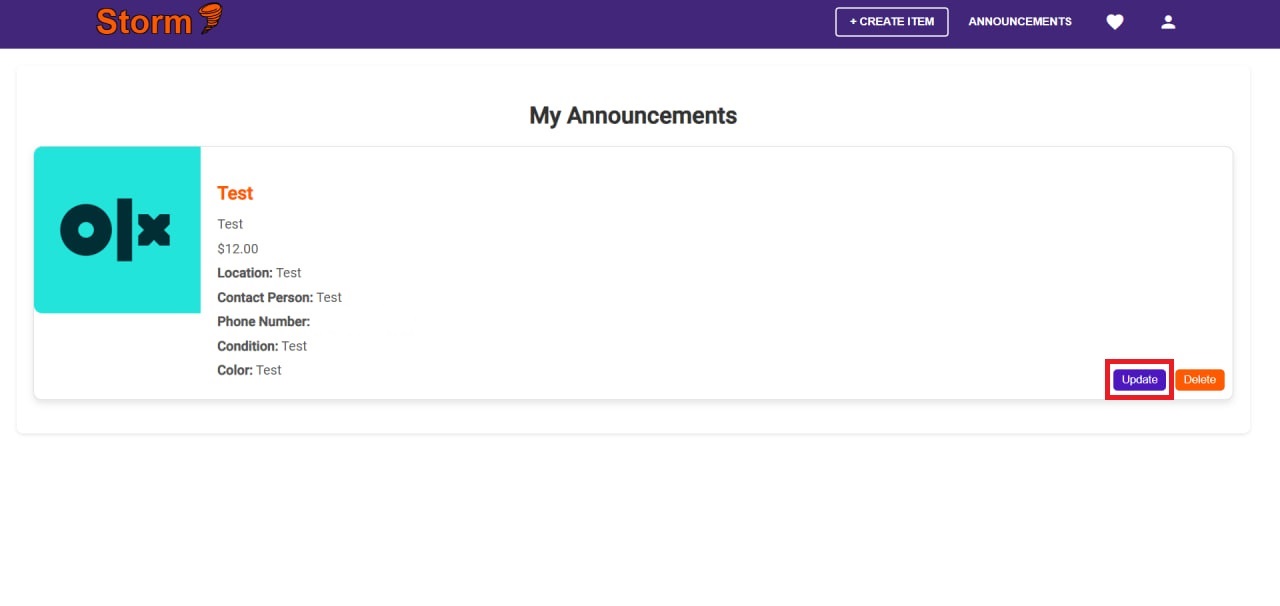 Storm
+ CREATE ITEM
ANNOUNCEMENTS
My Announcements
olx
Test
Test
$12.00
Location: Test
Contact Person: Test
Phone Number:
Condition: Test
Color: Test
Update
Delete